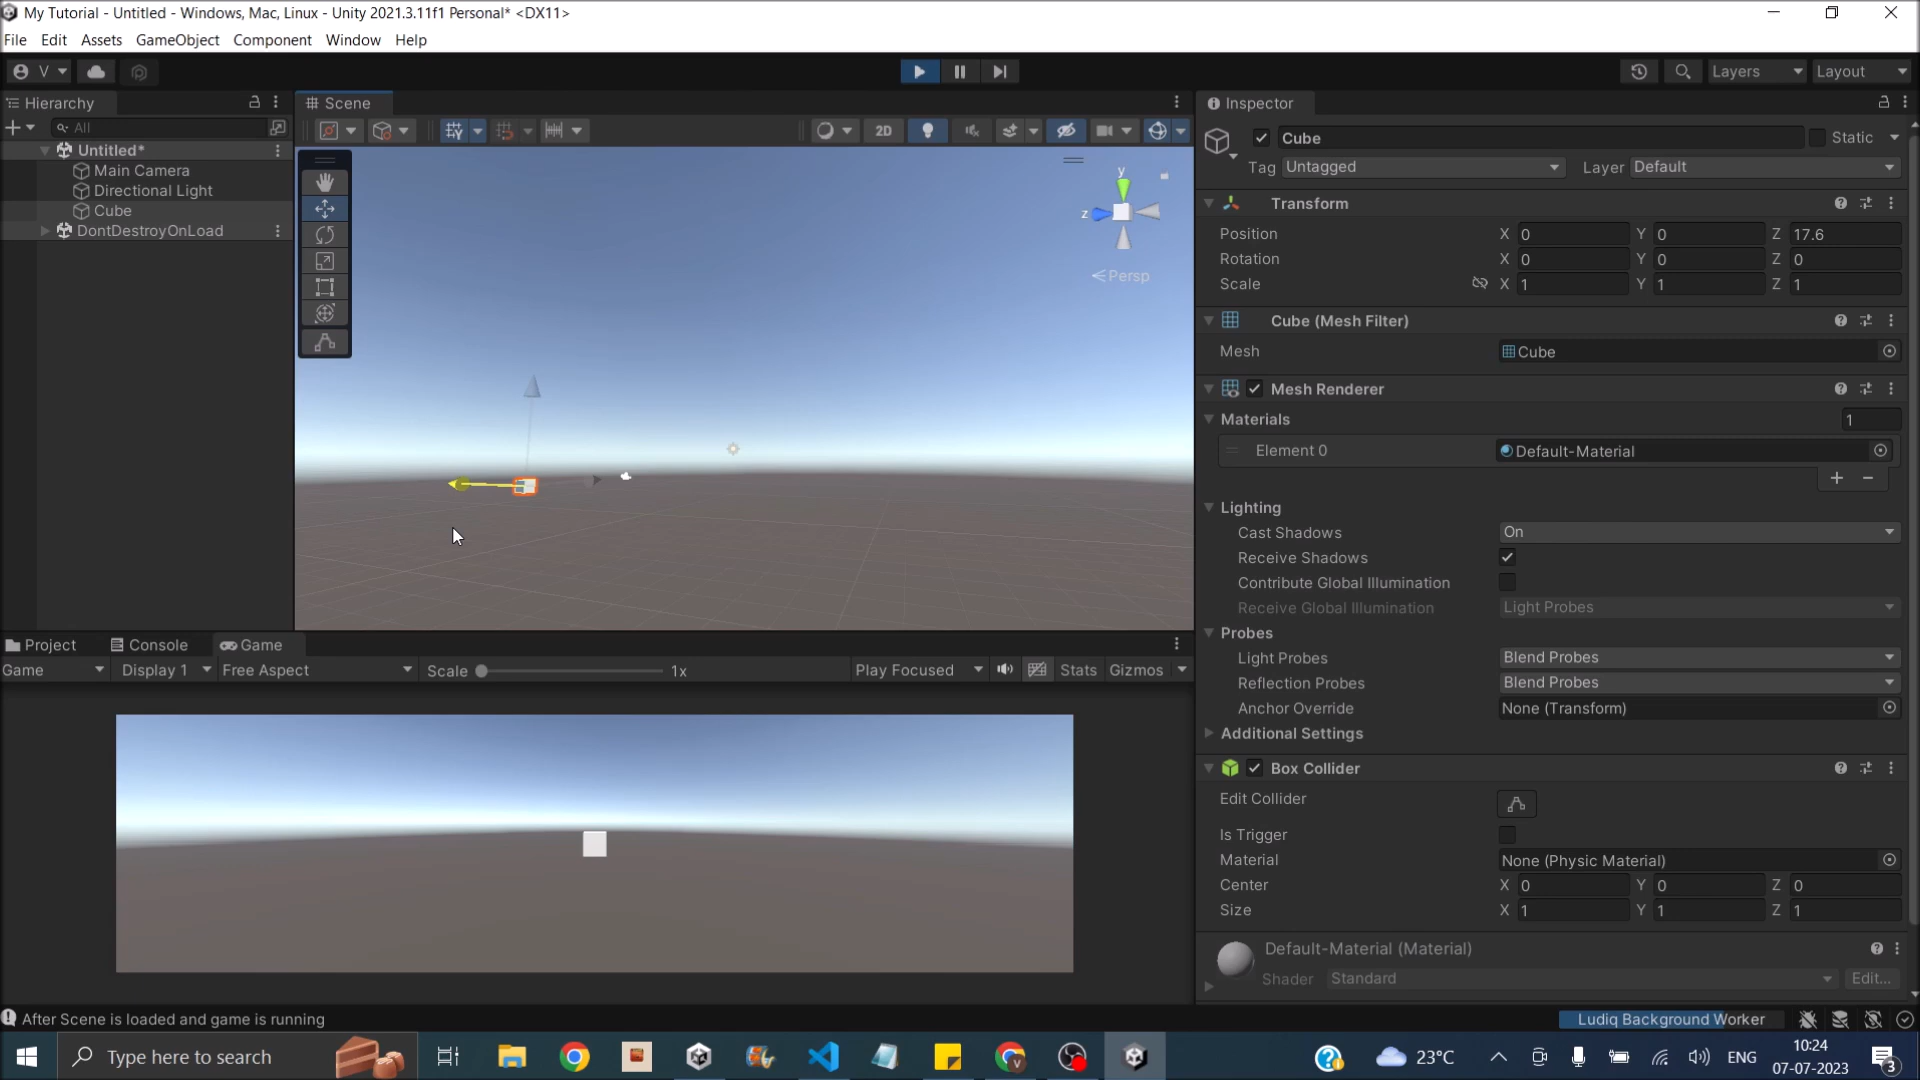 My Tutorial - Untitled - Windows, Mac, Linux - Unity 2021.3.11f1 Personal* <DX11>
File Edit Assets GameObject Component Window Help
V Layers Layout
Hierarchy
All
Untitled*
Main Camera
Directional Light
Cube
DontDestroyOnLoad
Scene
2D
y
z
Persp
Project Console Game
Game Display 1 Free Aspect Scale 1x Play Focused Stats Gizmos
Inspector
Cube Static
Tag Untagged Layer Default
Transform
Position X 0 Y 0 Z 17.6
Rotation X 0 Y 0 Z 0
Scale X 1 Y 1 Z 1
Cube (Mesh Filter)
Mesh Cube
Mesh Renderer
Materials 1
Element 0 Default-Material
Lighting
Cast Shadows On
Receive Shadows
Contribute Global Illumination
Receive Global Illumination Light Probes
Probes
Light Probes Blend Probes
Reflection Probes Blend Probes
Anchor Override None (Transform)
Additional Settings
Box Collider
Edit Collider
Is Trigger
Material None (Physic Material)
Center X 0 Y 0 Z 0
Size X 1 Y 1 Z 1
Default-Material (Material)
Shader Standard Edit...
After Scene is loaded and game is running
Ludiq Background Worker
Type here to search
23°C ENG
10:24
07-07-2023
3